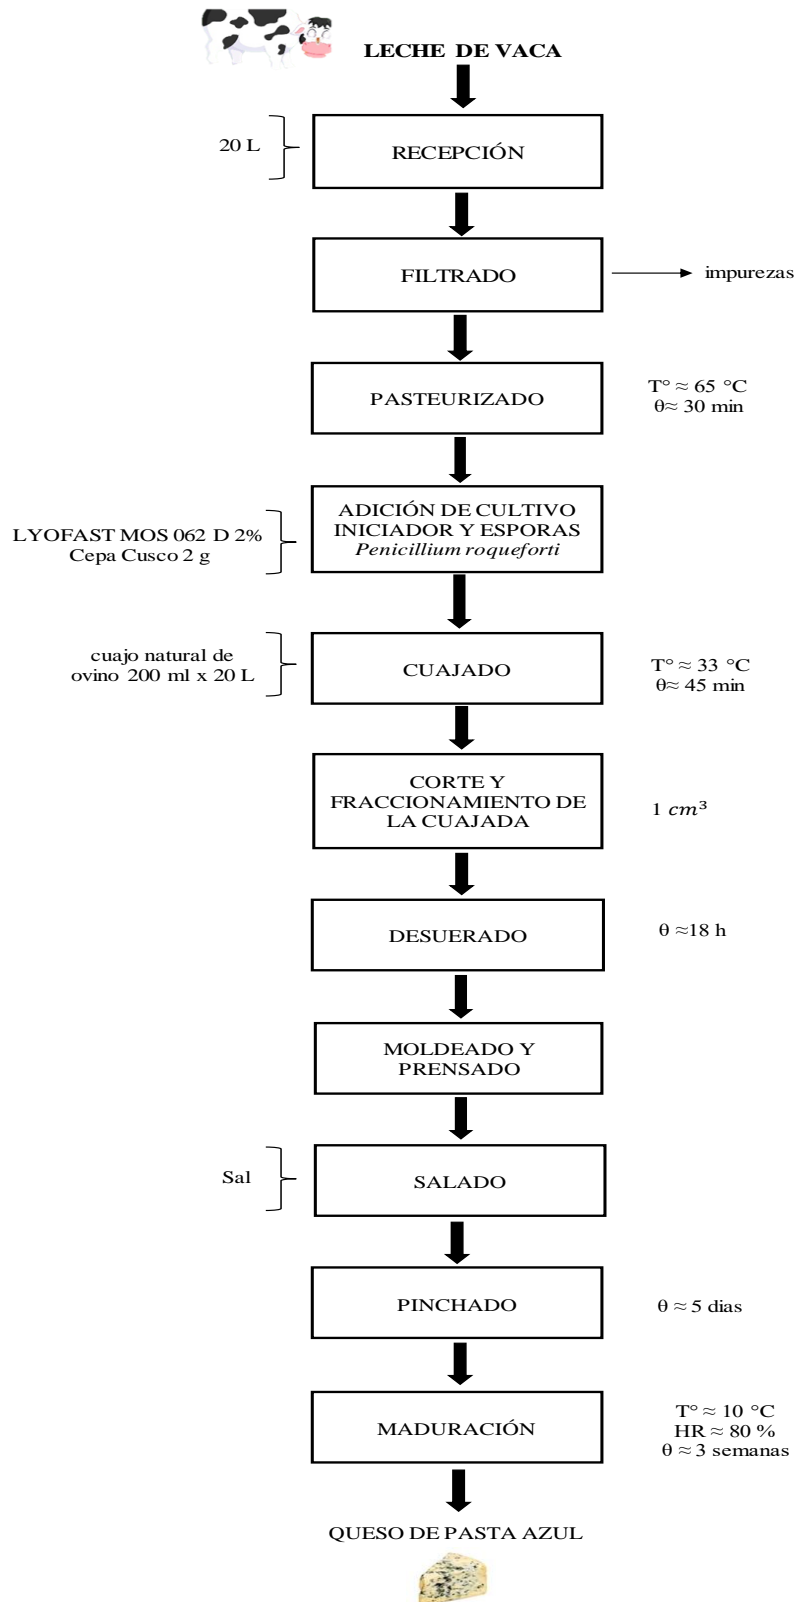 LECHE DE VACA
20 L
RECEPCIÓN
FILTRADO
impurezas
PASTEURIZADO
T° ≈ 65 °C
θ≈ 30 min
LYOFAST MOS 062 D 2%
Cepa Cusco 2 g
ADICIÓN DE CULTIVO
INICIADOR Y ESPORAS
Penicillium roqueforti
cuajo natural de
ovino 200 ml x 20 L
CUAJADO
T° ≈ 33 °C
θ≈ 45 min
CORTE Y
FRACCIONAMIENTO DE
LA CUAJADA
1 cm³
DESUERADO
θ ≈18 h
MOLDEADO Y
PRENSADO
Sal
SALADO
PINCHADO
θ ≈ 5 dias
MADURACIÓN
T° ≈ 10 °C
HR ≈ 80 %
θ ≈ 3 semanas
QUESO DE PASTA AZUL